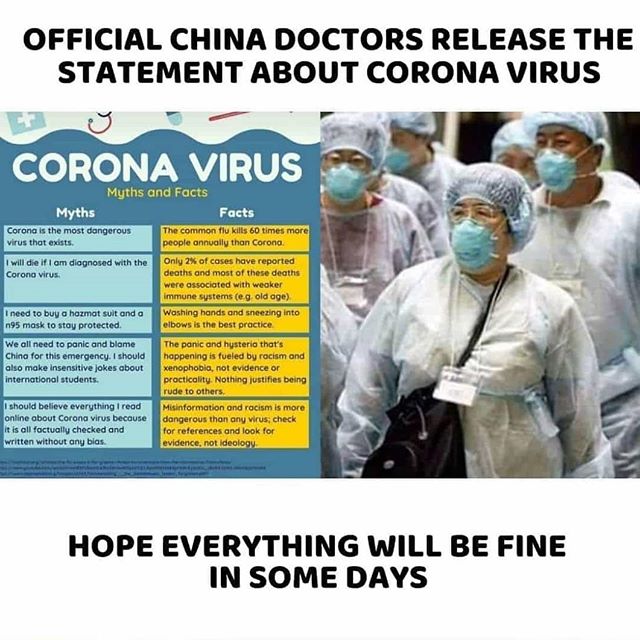 OFFICIAL CHINA DOCTORS RELEASE THE
STATEMENT ABOUT CORONA VIRUS
CORONA VIRUS
Myths and Facts
Myths
Facts
Corona is the most dangerous
virus that exists.
The common flu kills 60 times more
people annually than Corona.
I will die if I am diagnosed with the
Corona virus.
Only 2% of cases have reported
deaths and most of these deaths
were associated with weaker
immune systems (e.g. old age).
I need to buy a hazmat suit and a
n95 mask to stay protected.
Washing hands and sneezing into
elbows is the best practice.
We all need to panic and blame
China for this emergency. I should
also make insensitive jokes about
international students.
The panic and hysteria that's
happening is fueled by racism and
xenophobia, not evidence or
practicality. Nothing justifies being
rude to others.
I should believe everything I read
online about Corona virus because
it is all factually checked and
written without any bias.
Misinformation and racism is more
dangerous than any virus; check
for references and look for
evidence, not ideology.
HOPE EVERYTHING WILL BE FINE
IN SOME DAYS